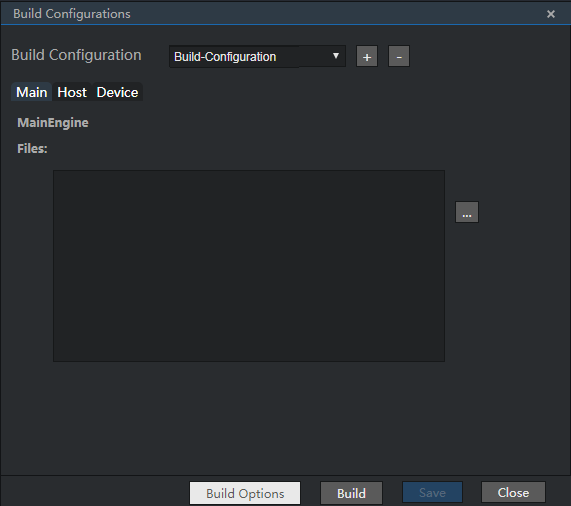 Build Configurations ×
Build Configuration Build-Configuration ▼ + -
Main Host Device
MainEngine
Files:
...
Build Options Build Save Close